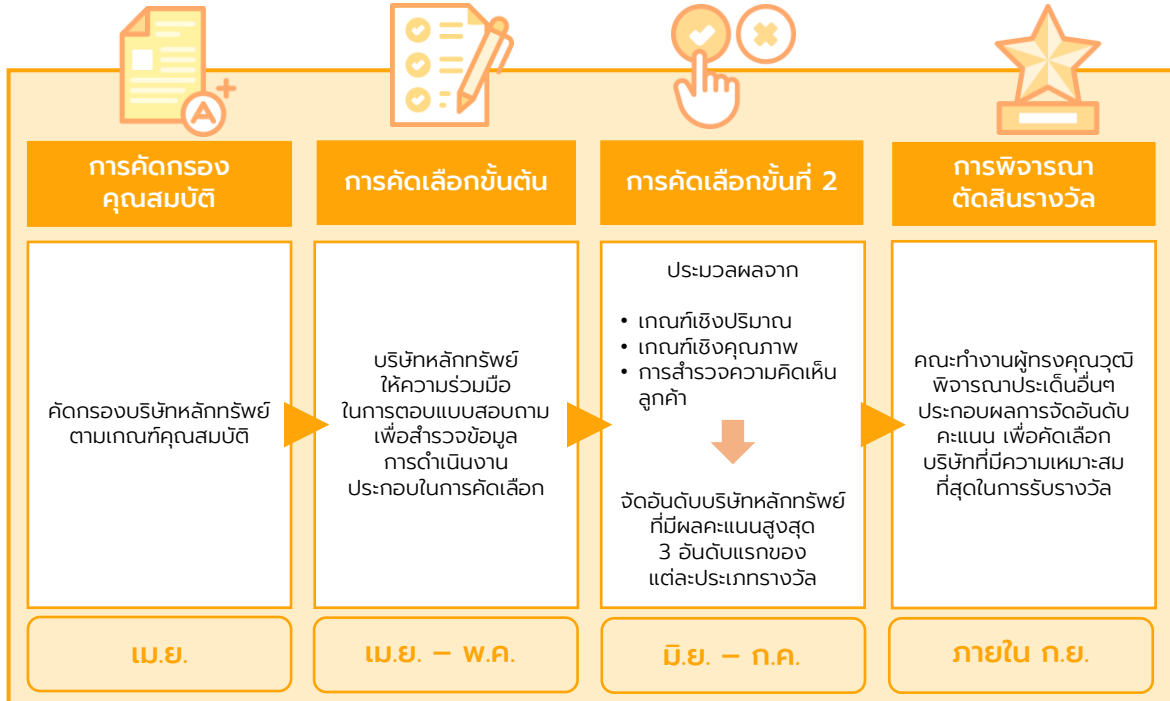 การคัดกรอง
คุณสมบัติ
คัดกรองบริษัทหลักทรัพย์
ตามเกณฑ์คุณสมบัติ
เม.ย.
การคัดเลือกขั้นต้น
บริษัทหลักทรัพย์
ให้ความร่วมมือ
ในการตอบแบบสอบถาม
เพื่อสำรวจข้อมูล
การดำเนินงาน
ประกอบในการคัดเลือก
เม.ย. – พ.ค.
การคัดเลือกขั้นที่ 2
ประมวลผลจาก
• เกณฑ์เชิงปริมาณ
• เกณฑ์เชิงคุณภาพ
• การสำรวจความคิดเห็น
ลูกค้า
จัดอันดับบริษัทหลักทรัพย์
ที่มีผลคะแนนสูงสุด
3 อันดับแรกของ
แต่ละประเภทรางวัล
มิ.ย. – ก.ค.
การพิจารณา
ตัดสินรางวัล
คณะทำงานผู้ทรงคุณวุฒิ
พิจารณาประเด็นอื่นๆ
ประกอบผลการจัดอันดับ
คะแนน เพื่อคัดเลือก
บริษัทที่มีความเหมาะสม
ที่สุดในการรับรางวัล
ภายใน ก.ย.
A+